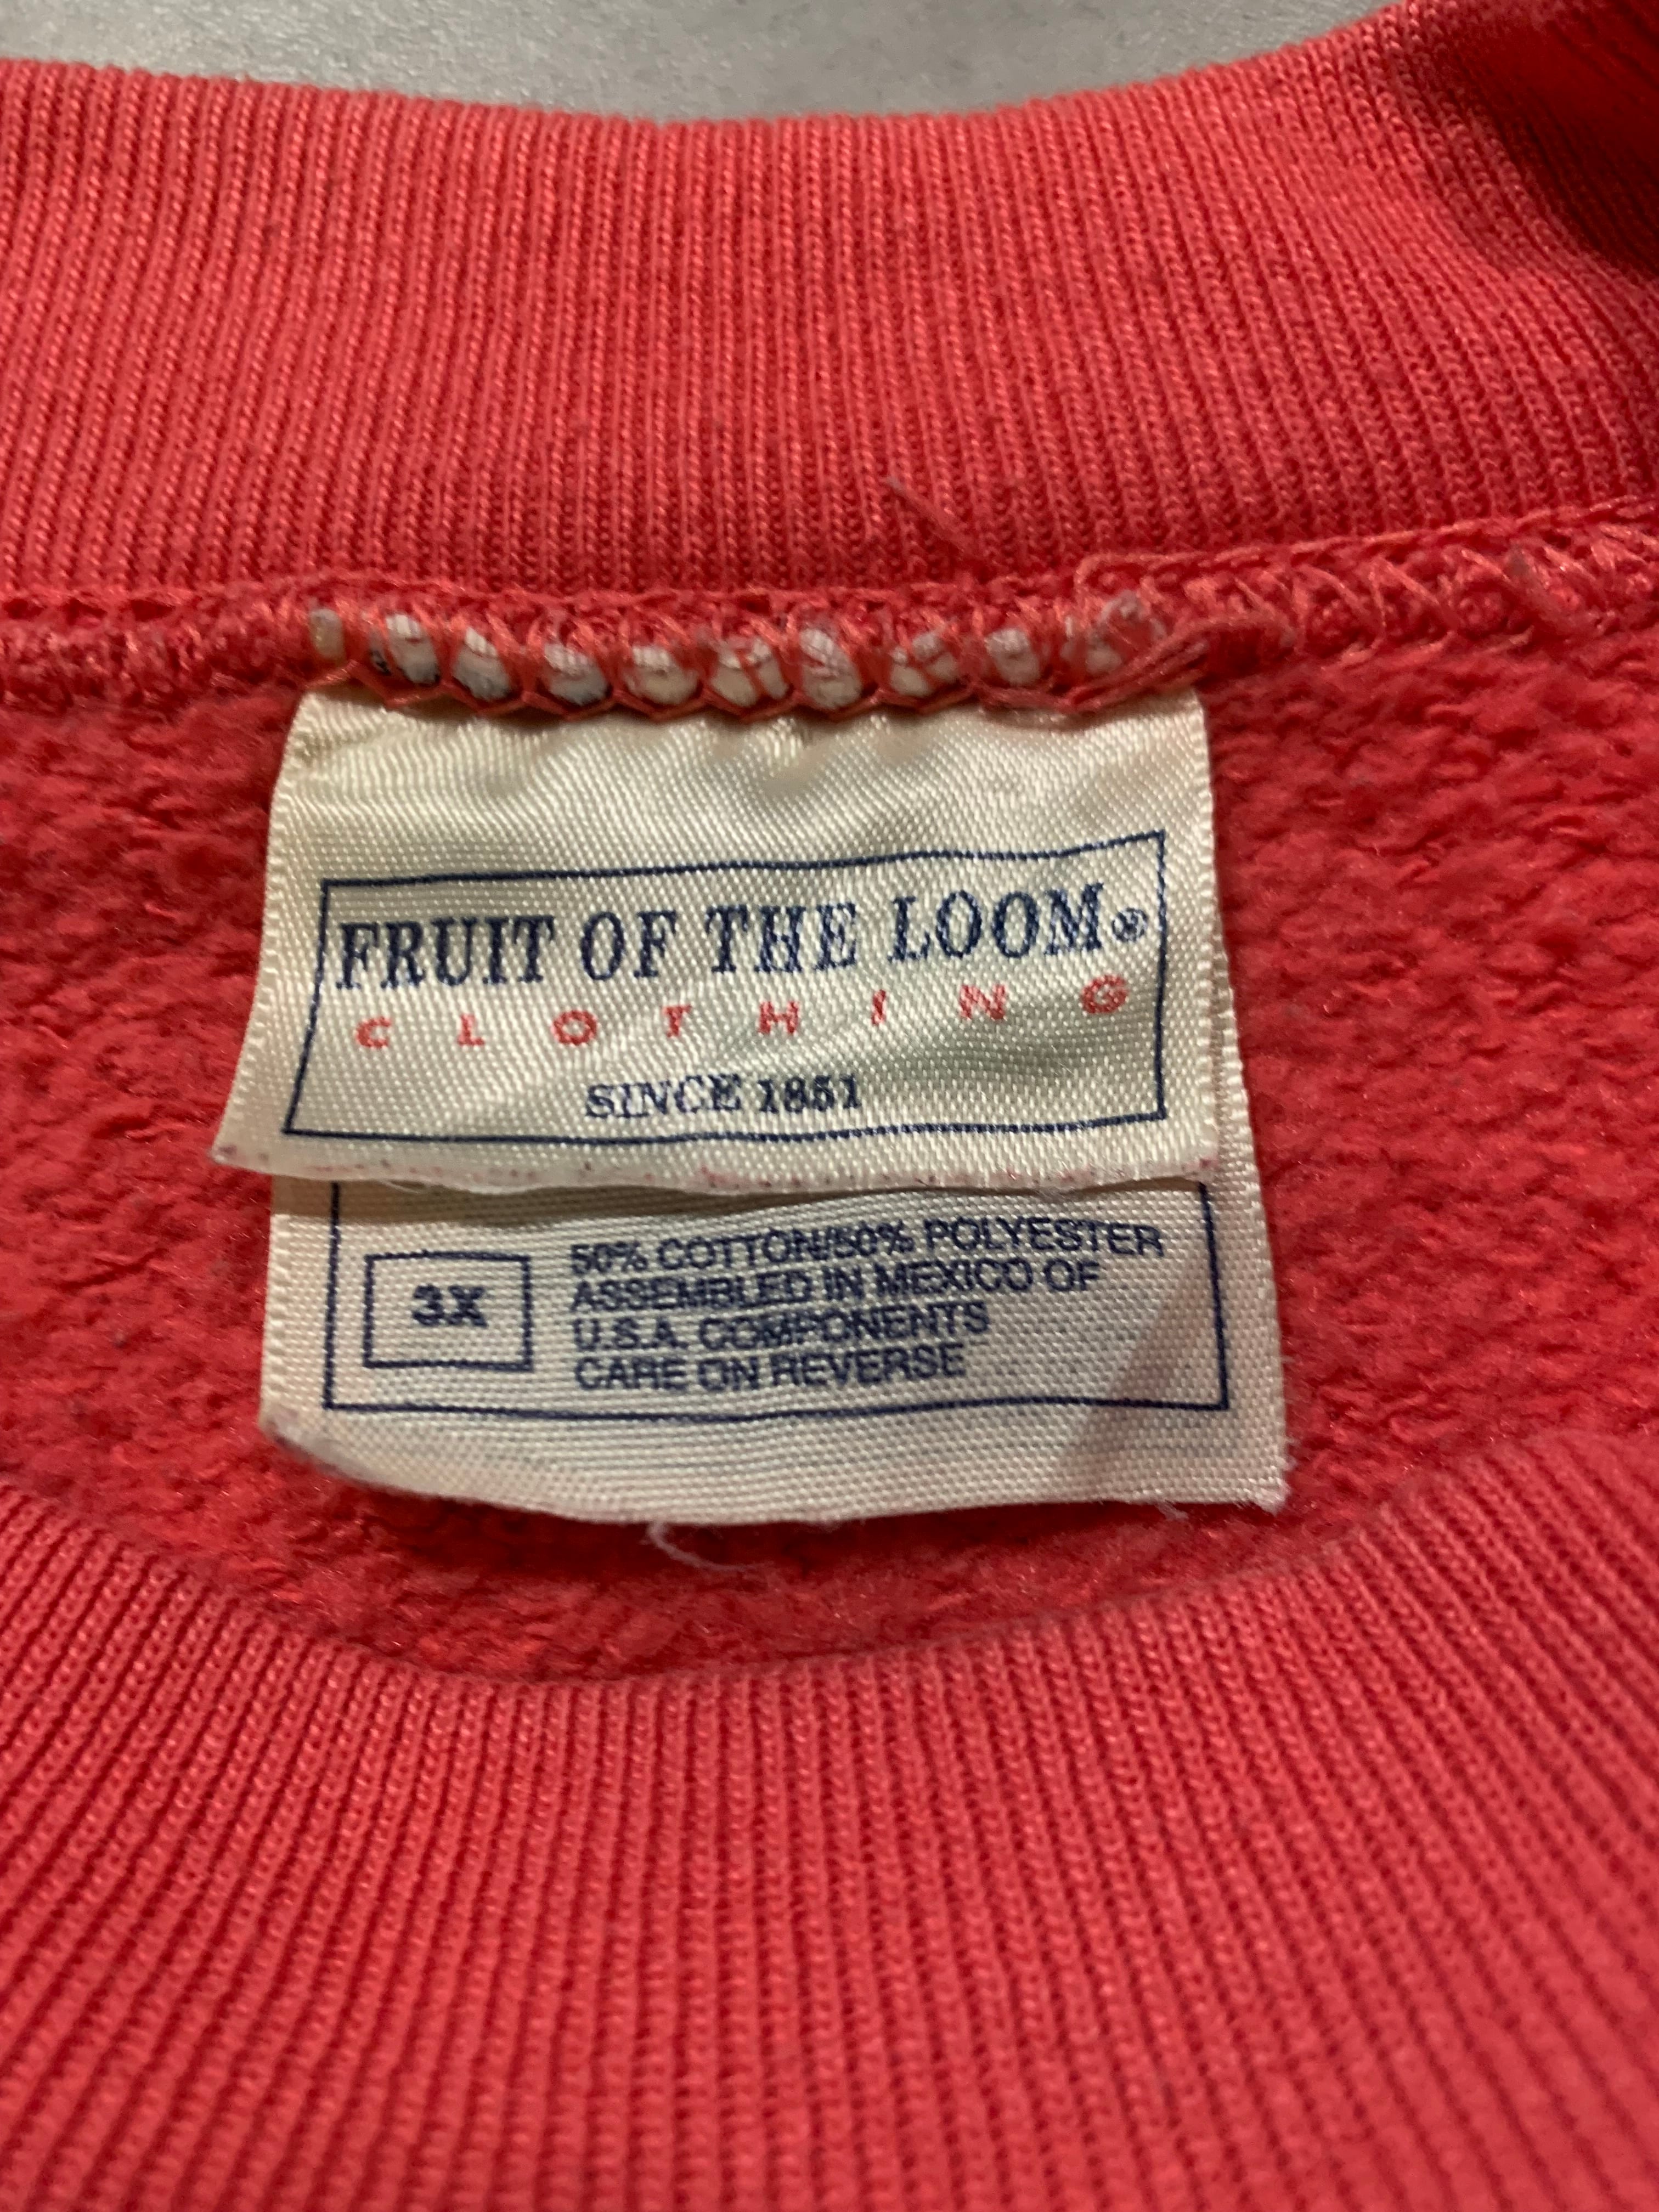 FRUIT OF THE LOOM®
CLOTHING
SINCE 1851
3X
50% COTTON/50% POLYESTER
ASSEMBLED IN MEXICO OF
U.S.A. COMPONENTS
CARE ON REVERSE